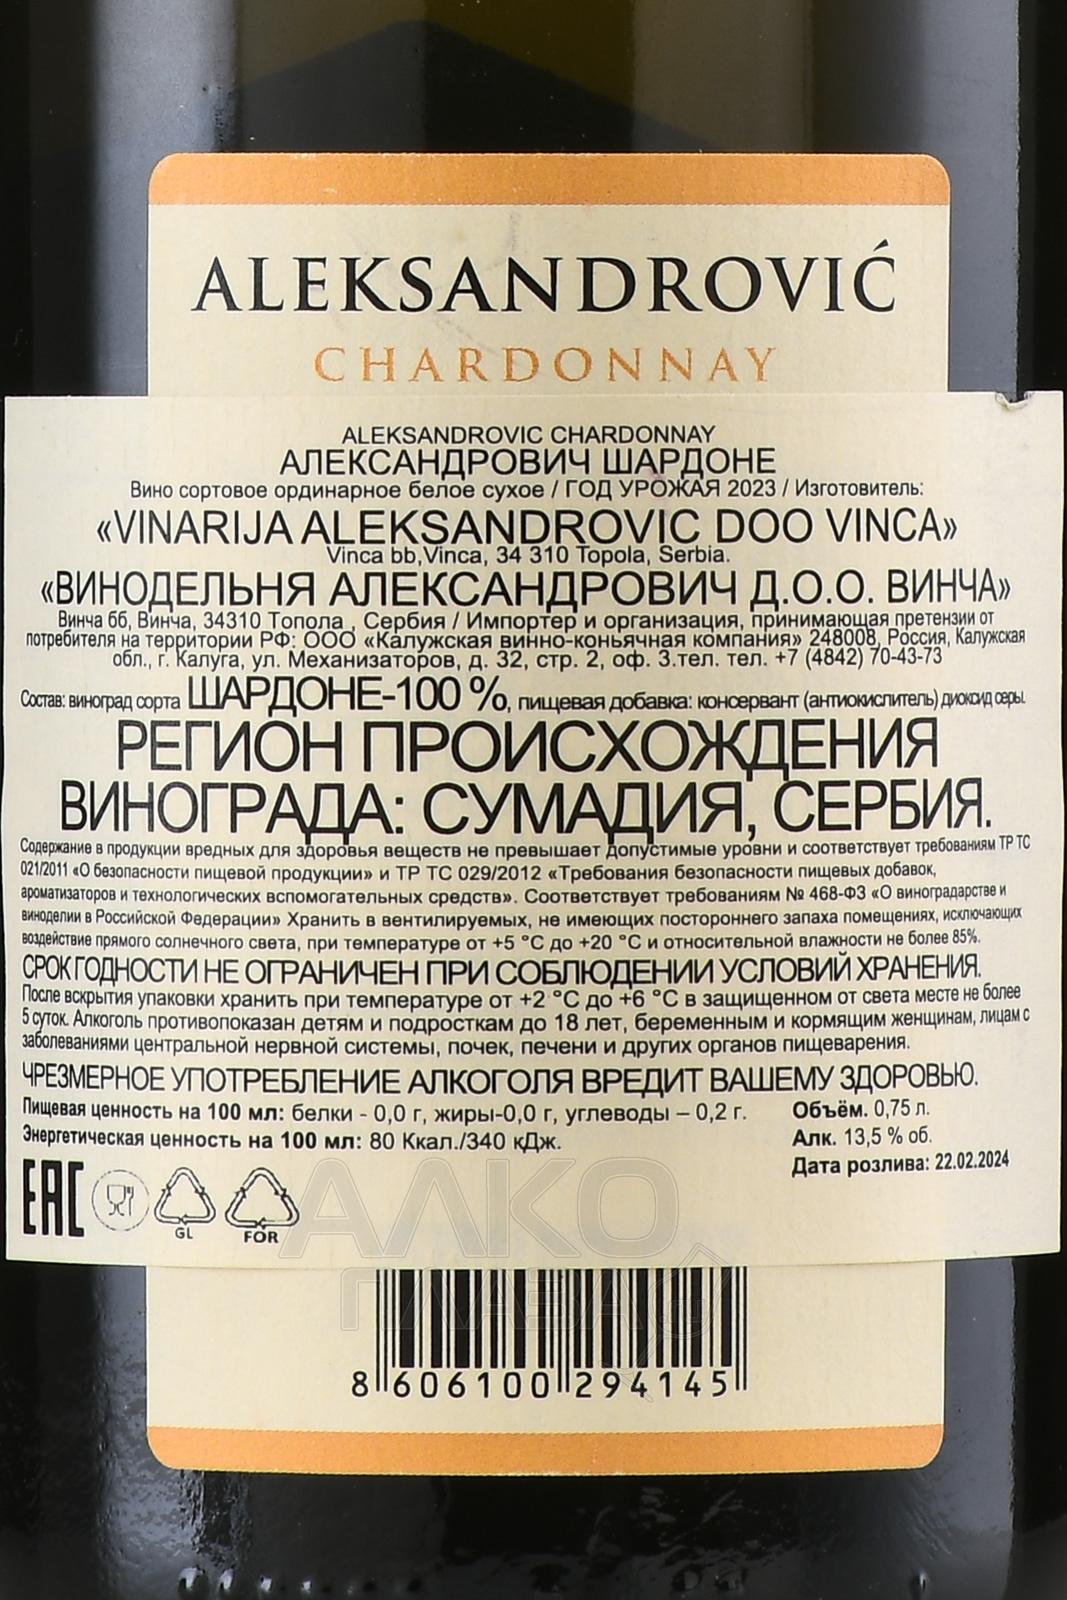 ALEKSANDROVIĆ
CHARDONNAY
ALEKSANDROVIC CHARDONNAY
АЛЕКСАНДРОВИЧ ШАРДОНЕ
Вино сортовое ординарное белое сухое / ГОД УРОЖАЯ 2023 / Изготовитель:
«VINARIJA ALEKSANDROVIC DOO VINCA»
Vinca bb,Vinca, 34 310 Topola, Serbia.
«ВИНОДЕЛЬНЯ АЛЕКСАНДРОВИЧ Д.О.О. ВИНЧА»
Винча бб, Винча, 34310 Топола , Сербия / Импортер и организация, принимающая претензии от
потребителя на территории РФ: ООО «Калужская винно-коньячная компания» 248008, Россия, Калужская
обл., г. Калуга, ул. Механизаторов, д. 32, стр. 2, оф. 3.тел. тел. +7 (4842) 70-43-73
Состав: виноград сорта ШАРДОНЕ-100 %, пищевая добавка: консервант (антиокислитель) диоксид серы.
РЕГИОН ПРОИСХОЖДЕНИЯ
ВИНОГРАДА: СУМАДИЯ, СЕРБИЯ.
Содержание в продукции вредных для здоровья веществ не превышает допустимые уровни и соответствует требованиям ТР ТС
021/2011 «О безопасности пищевой продукции» и ТР ТС 029/2012 «Требования безопасности пищевых добавок,
ароматизаторов и технологических вспомогательных средств». Соответствует требованиям № 468-ФЗ «О виноградарстве и
виноделии в Российской Федерации» Хранить в вентилируемых, не имеющих постороннего запаха помещениях, исключающих
воздействие прямого солнечного света, при температуре от +5 °С до +20 °С и относительной влажности не более 85%.
СРОК ГОДНОСТИ НЕ ОГРАНИЧЕН ПРИ СОБЛЮДЕНИИ УСЛОВИЙ ХРАНЕНИЯ.
После вскрытия упаковки хранить при температуре от +2 °С до +6 °С в защищенном от света месте не более
5 суток. Алкоголь противопоказан детям и подросткам до 18 лет, беременным и кормящим женщинам, лицам с
заболеваниями центральной нервной системы, почек, печени и других органов пищеварения.
ЧРЕЗМЕРНОЕ УПОТРЕБЛЕНИЕ АЛКОГОЛЯ ВРЕДИТ ВАШЕМУ ЗДОРОВЬЮ.
Пищевая ценность на 100 мл: белки - 0,0 г, жиры-0,0 г, углеводы – 0,2 г.
Энергетическая ценность на 100 мл: 80 Ккал./340 кДж.
Объём. 0,75 л.
Алк. 13,5 % об.
Дата розлива: 22.02.2024
EAC
GL
FOR
АЛКО
ГЛАВА
8 606100 294145